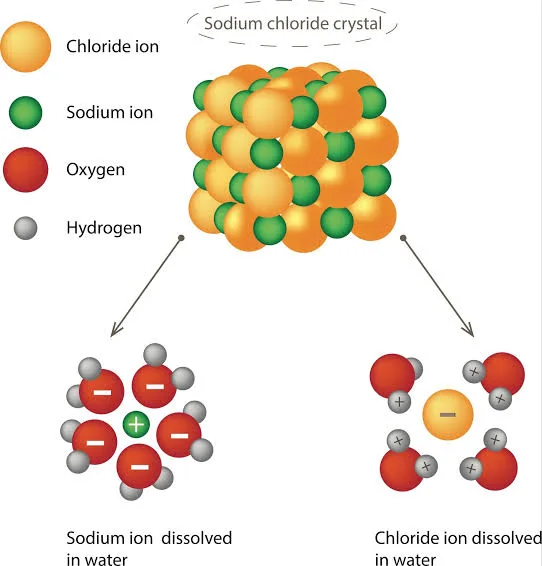 Sodium chloride crystal
Chloride ion
Sodium ion
Oxygen
Hydrogen
Sodium ion dissolved
in water
Chloride ion dissolved
in water